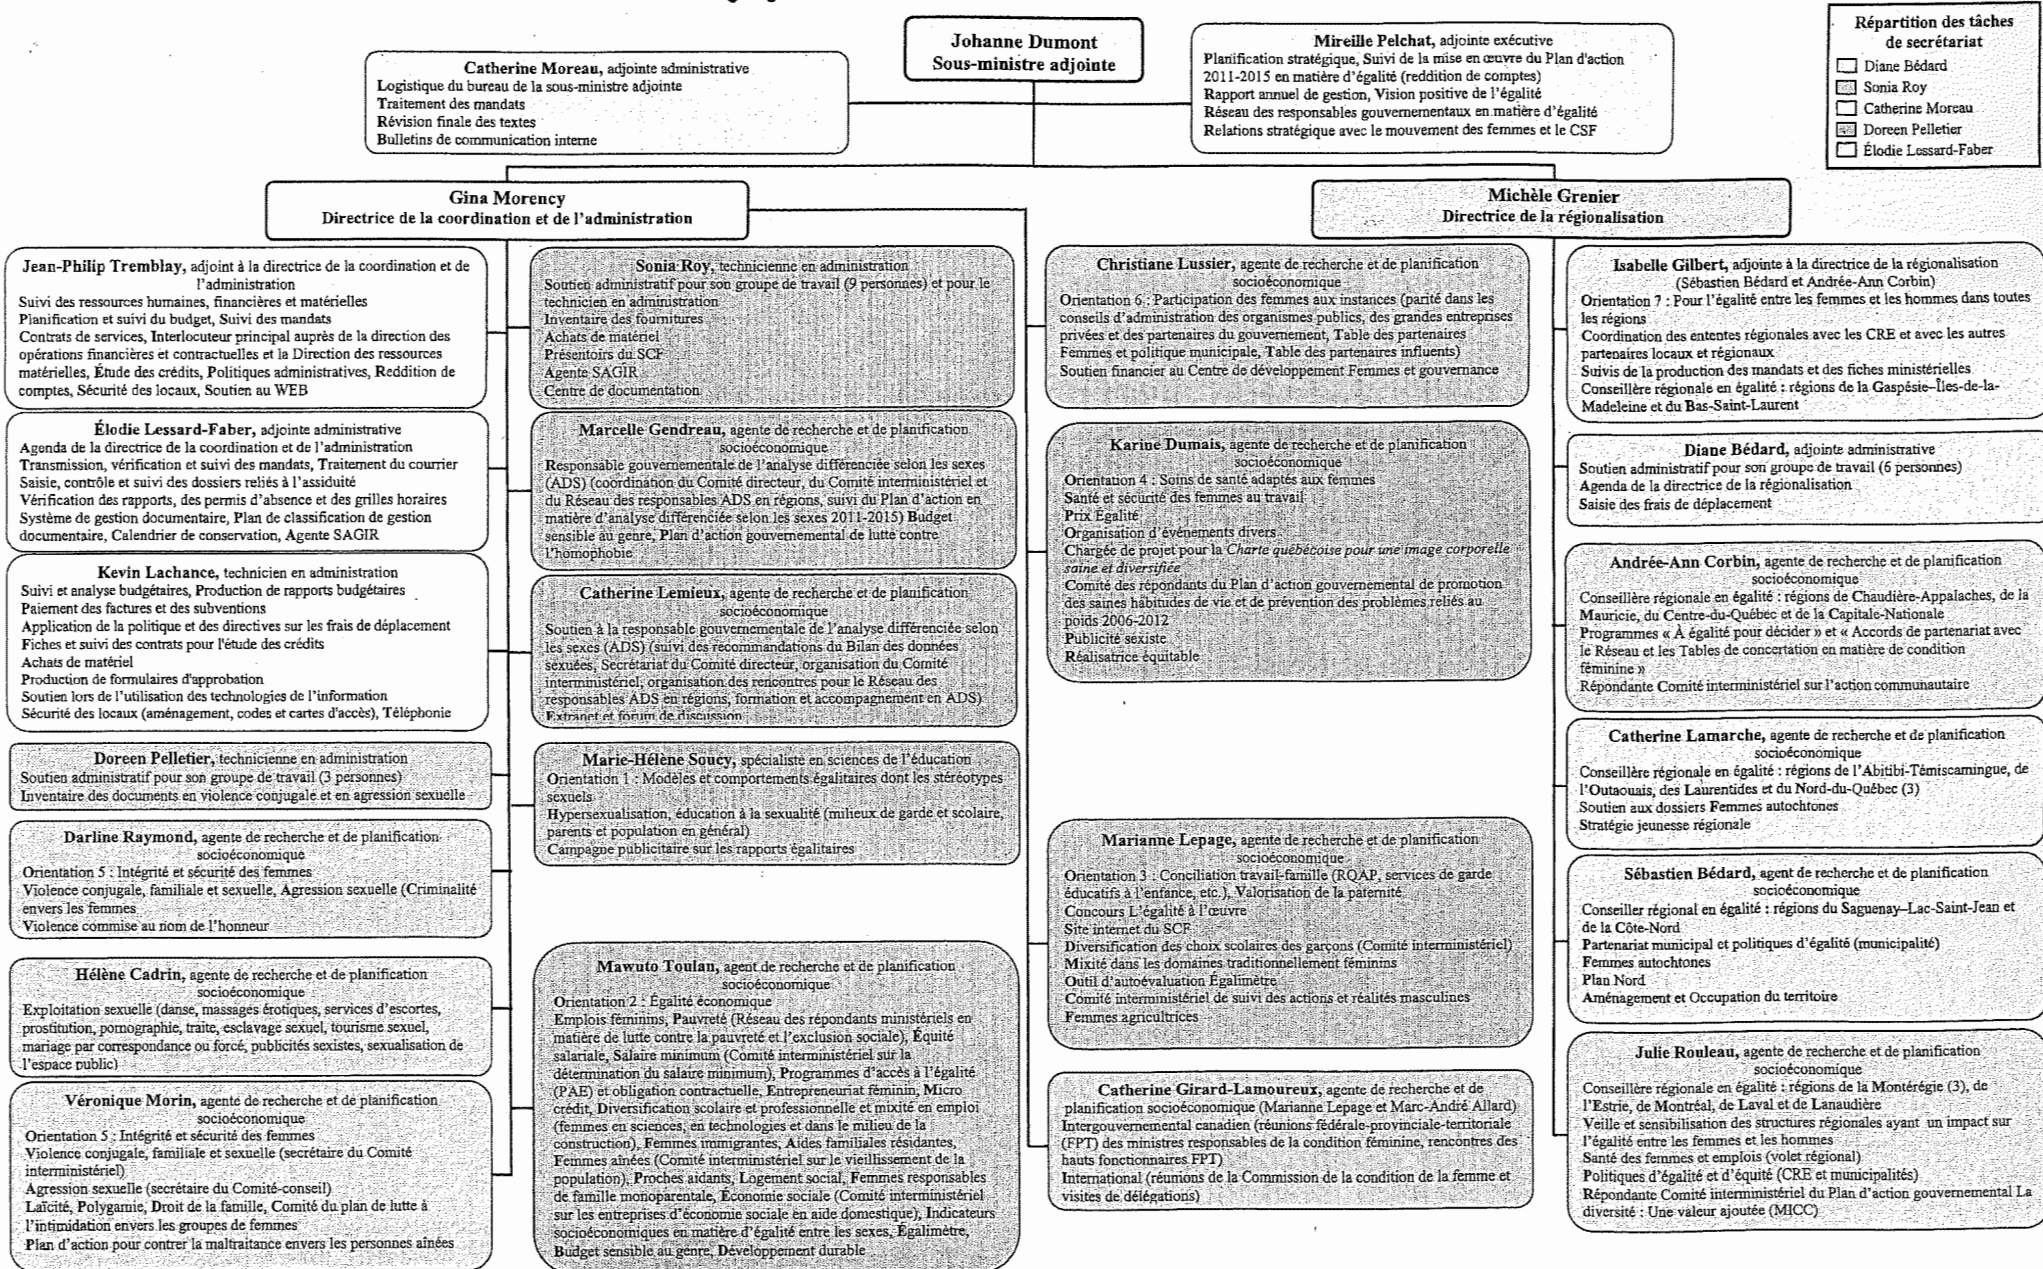 Johanne Dumont
Sous-ministre adjointe
Catherine Moreau, adjointe administrative
Logistique du bureau de la sous-ministre adjointe
Traitement des mandats
Révision finale des textes
Bulletins de communication interne
Mireille Pelchat, adjointe exécutive
Planification stratégique, Suivi de la mise en œuvre du Plan d'action
2011-2015 en matière d'égalité (reddition de comptes)
Rapport annuel de gestion, Vision positive de l'égalité
Réseau des responsables gouvernementaux en matière d'égalité
Relations stratégique avec le mouvement des femmes et le CSF
Répartition des tâches
de secrétariat
Diane Bédard
Sonia Roy
Catherine Moreau
Doreen Pelletier
Élodie Lessard-Faber
Gina Morency
Directrice de la coordination et de l'administration
Michèle Grenier
Directrice de la régionalisation
Jean-Philip Tremblay, adjoint à la directrice de la coordination et de
l'administration
Suivi des ressources humaines, financières et matérielles
Planification et suivi du budget, Suivi des mandats
Contrats de services, Interlocuteur principal auprès de la direction des
opérations financières et contractuelles et la Direction des ressources
matérielles, Étude des crédits, Politiques administratives, Reddition de
comptes, Sécurité des locaux, Soutien au WEB
Élodie Lessard-Faber, adjointe administrative
Agenda de la directrice de la coordination et de l'administration
Transmission, vérification et suivi des mandats, Traitement du courrier
Saisie, contrôle et suivi des dossiers reliés à l'assiduité
Vérification des rapports, des permis d'absence et des grilles horaires
Système de gestion documentaire, Plan de classification de gestion
documentaire, Calendrier de conservation, Agente SAGIR
Kevin Lachance, technicien en administration
Suivi et analyse budgétaires, Production de rapports budgétaires
Paiement des factures et des subventions
Application de la politique et des directives sur les frais de déplacement
Fiches et suivi des contrats pour l'étude des crédits
Achats de matériel
Production de formulaires d'approbation
Soutien lors de l'utilisation des technologies de l'information
Sécurité des locaux (aménagement, codes et cartes d'accès), Téléphonie
Doreen Pelletier, technicienne en administration
Soutien administratif pour son groupe de travail (3 personnes)
Inventaire des documents en violence conjugale et en agression sexuelle
Darline Raymond, agente de recherche et de planification
socioéconomique
Orientation 5 : Intégrité et sécurité des femmes
Violence conjugale, familiale et sexuelle, Agression sexuelle (Criminalité
envers les femmes
Violence commise au nom de l'honneur
Hélène Cadrin, agente de recherche et de planification
socioéconomique
Exploitation sexuelle (danse, massages érotiques, services d'escortes,
prostitution, pornographie, traite, esclavage sexuel, tourisme sexuel,
mariage par correspondance ou forcé, publicités sexistes, sexualisation de
l'espace public)
Véronique Morin, agente de recherche et de planification
socioéconomique
Orientation 5 : Intégrité et sécurité des femmes
Violence conjugale, familiale et sexuelle (secrétaire du Comité
interministériel)
Agression sexuelle (secrétaire du Comité-conseil)
Laïcité, Polygamie, Droit de la famille, Comité du plan de lutte à
l'intimidation envers les groupes de femmes
Plan d'action pour contrer la maltraitance envers les personnes aînées
Sonia Roy, technicienne en administration
Soutien administratif pour son groupe de travail (9 personnes) et pour le
technicien en administration
Inventaire des fournitures
Achats de matériel
Présentoirs du SCF
Agente SAGIR
Centre de documentation
Marcelle Gendreau, agente de recherche et de planification
socioéconomique
Responsable gouvernementale de l'analyse différenciée selon les sexes
(ADS) (coordination du Comité directeur, du Comité interministériel et
du Réseau des responsables ADS en régions, suivi du Plan d'action en
matière d'analyse différenciée selon les sexes 2011-2015) Budget
sensible au genre, Plan d'action gouvernemental de lutte contre
l'homophobie
Catherine Lemieux, agente de recherche et de planification
socioéconomique
Soutien à la responsable gouvernementale de l'analyse différenciée selon
les sexes (ADS) (suivi des recommandations du Bilan des données
sexuées, Secrétariat du Comité directeur, organisation du Comité
interministériel, organisation des rencontres pour le Réseau des
responsables ADS en régions, formation et accompagnement en ADS)
Extranet et forum de discussion
Marie-Hélène Soucy, spécialiste en sciences de l'éducation
Orientation 1 : Modèles et comportements égalitaires dont les stéréotypes
sexuels
Hypersexualisation, éducation à la sexualité (milieux de garde et scolaire,
parents et population en général)
Campagne publicitaire sur les rapports égalitaires
Mawuto Toulan, agent de recherche et de planification
socioéconomique
Orientation 2 : Égalité économique
Emplois féminins, Pauvreté (Réseau des répondants ministériels en
matière de lutte contre la pauvreté et l'exclusion sociale), Équité
salariale, Salaire minimum (Comité interministériel sur la
détermination du salaire minimum), Programmes d'accès à l'égalité
(PAE) et obligation contractuelle, Entrepreneuriat féminin, Micro
crédit, Diversification scolaire et professionnelle et mixité en emploi
(femmes en sciences, en technologies et dans le milieu de la
construction), Femmes immigrantes, Aides familiales résidantes,
Femmes aînées (Comité interministériel sur le vieillissement de la
population), Proches aidants, Logement social, Femmes responsables
de famille monoparentale, Économie sociale (Comité interministériel
sur les entreprises d'économie sociale en aide domestique), Indicateurs
socioéconomiques en matière d'égalité entre les sexes, Égalimètre,
Budget sensible au genre, Développement durable
Christiane Lussier, agente de recherche et de planification
socioéconomique
Orientation 6 : Participation des femmes aux instances (parité dans les
conseils d'administration des organismes publics, des grandes entreprises
privées et des partenaires du gouvernement, Table des partenaires
Femmes et politique municipale, Table des partenaires influents)
Soutien financier au Centre de développement Femmes et gouvernance
Karine Dumais, agente de recherche et de planification
socioéconomique
Orientation 4 : Soins de santé adaptés aux femmes
Santé et sécurité des femmes au travail
Prix Égalité
Organisation d'événements divers
Chargée de projet pour la Charte québécoise pour une image corporelle
saine et diversifiée
Comité des répondants du Plan d'action gouvernemental de promotion
des saines habitudes de vie et de prévention des problèmes reliés au
poids 2006-2012
Publicité sexiste
Réalisatrice équitable
Marianne Lepage, agente de recherche et de planification
socioéconomique
Orientation 3 : Conciliation travail-famille (RQAP, services de garde
éducatifs à l'enfance, etc.), Valorisation de la paternité
Concours L'égalité à l'œuvre
Site internet du SCF
Diversification des choix scolaires des garçons (Comité interministériel)
Mixité dans les domaines traditionnellement féminins
Outil d'autoévaluation Égalimètre
Comité interministériel de suivi des actions et réalités masculines
Femmes agricultrices
Catherine Girard-Lamoureux, agente de recherche et de
planification socioéconomique (Marianne Lepage et Marc-André Allard)
Intergouvernemental canadien (réunions fédérale-provinciale-territoriale
(FPT) des ministres responsables de la condition féminine, rencontres des
hauts fonctionnaires FPT)
International (réunions de la Commission de la condition de la femme et
visites de délégations)
Isabelle Gilbert, adjointe à la directrice de la régionalisation
(Sébastien Bédard et Andrée-Ann Corbin)
Orientation 7 : Pour l'égalité entre les femmes et les hommes dans toutes
les régions
Coordination des ententes régionales avec les CRE et avec les autres
partenaires locaux et régionaux
Suivis de la production des mandats et des fiches ministérielles
Conseillère régionale en égalité : régions de la Gaspésie–Îles-de-la-
Madeleine et du Bas-Saint-Laurent
Diane Bédard, adjointe administrative
Soutien administratif pour son groupe de travail (6 personnes)
Agenda de la directrice de la régionalisation
Saisie des frais de déplacement
Andrée-Ann Corbin, agente de recherche et de planification
socioéconomique
Conseillère régionale en égalité : régions de Chaudière-Appalaches, de la
Mauricie, du Centre-du-Québec et de la Capitale-Nationale
Programmes « À égalité pour décider » et « Accords de partenariat avec
le Réseau et les Tables de concertation en matière de condition
féminine »
Répondante Comité interministériel sur l'action communautaire
Catherine Lamarche, agente de recherche et de planification
socioéconomique
Conseillère régionale en égalité : régions de l'Abitibi-Témiscamingue, de
l'Outaouais, des Laurentides et du Nord-du-Québec (3)
Soutien aux dossiers Femmes autochtones
Stratégie jeunesse régionale
Sébastien Bédard, agent de recherche et de planification
socioéconomique
Conseiller régional en égalité : régions du Saguenay–Lac-Saint-Jean et
de la Côte-Nord
Partenariat municipal et politiques d'égalité (municipalité)
Femmes autochtones
Plan Nord
Aménagement et Occupation du territoire
Julie Rouleau, agente de recherche et de planification
socioéconomique
Conseillère régionale en égalité : régions de la Montérégie (3), de
l'Estrie, de Montréal, de Laval et de Lanaudière
Veille et sensibilisation des structures régionales ayant un impact sur
l'égalité entre les femmes et les hommes
Santé des femmes et emplois (volet régional)
Politiques d'égalité et d'équité (CRE et municipalités)
Répondante Comité interministériel du Plan d'action gouvernemental La
diversité : Une valeur ajoutée (MICC)